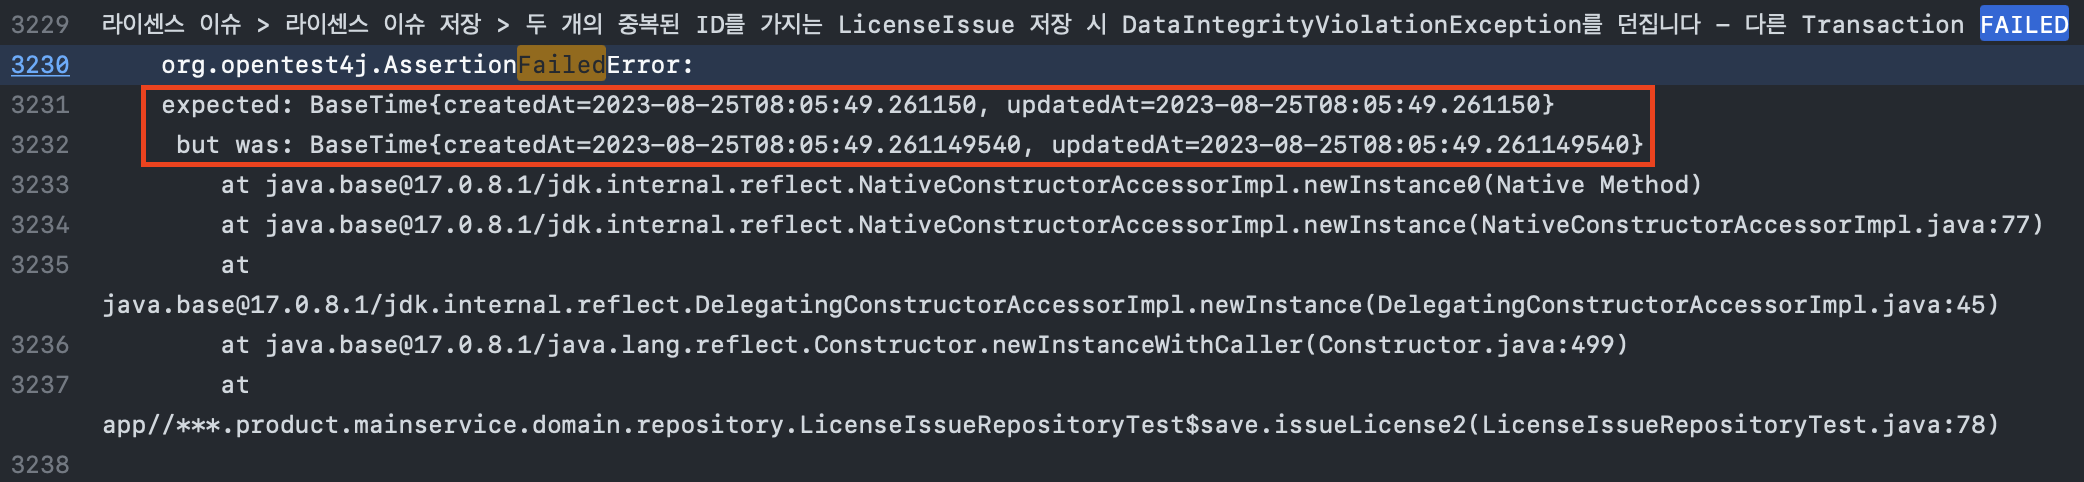 3229 라이센스 이슈 > 라이센스 이슈 저장 > 두 개의 중복된 ID를 가지는 LicenseIssue 저장 시 DataIntegrityViolationException를 던집니다 – 다른 Transaction FAILED
3230 org.opentest4j.AssertionFailedError:
3231 expected: BaseTime{createdAt=2023-08-25T08:05:49.261150, updatedAt=2023-08-25T08:05:49.261150}
3232 but was: BaseTime{createdAt=2023-08-25T08:05:49.261149540, updatedAt=2023-08-25T08:05:49.261149540}
3233 at java.base@17.0.8.1/jdk.internal.reflect.NativeConstructorAccessorImpl.newInstance0(Native Method)
3234 at java.base@17.0.8.1/jdk.internal.reflect.NativeConstructorAccessorImpl.newInstance(NativeConstructorAccessorImpl.java:77)
3235 at
java.base@17.0.8.1/jdk.internal.reflect.DelegatingConstructorAccessorImpl.newInstance(DelegatingConstructorAccessorImpl.java:45)
3236 at java.base@17.0.8.1/java.lang.reflect.Constructor.newInstanceWithCaller(Constructor.java:499)
3237 at
app//***.product.mainservice.domain.repository.LicenseIssueRepositoryTest$save.issueLicense2(LicenseIssueRepositoryTest.java:78)
3238